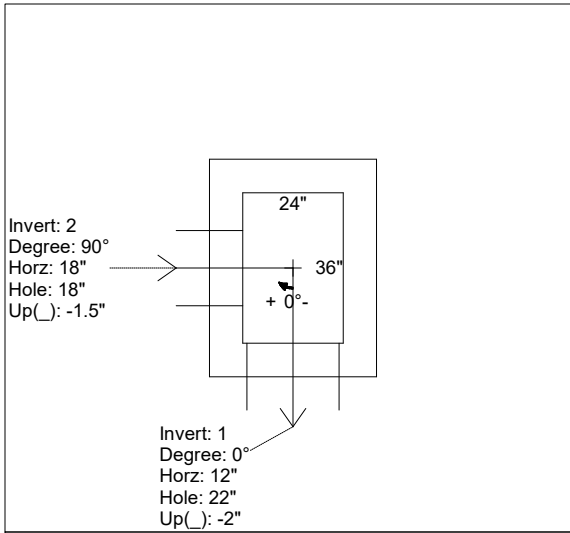 24"
Invert: 2
Degree: 90°
Horz: 18"
Hole: 18"
Up(_): -1.5"
36"
+ 0°-
Invert: 1
Degree: 0°
Horz: 12"
Hole: 22"
Up(_): -2"